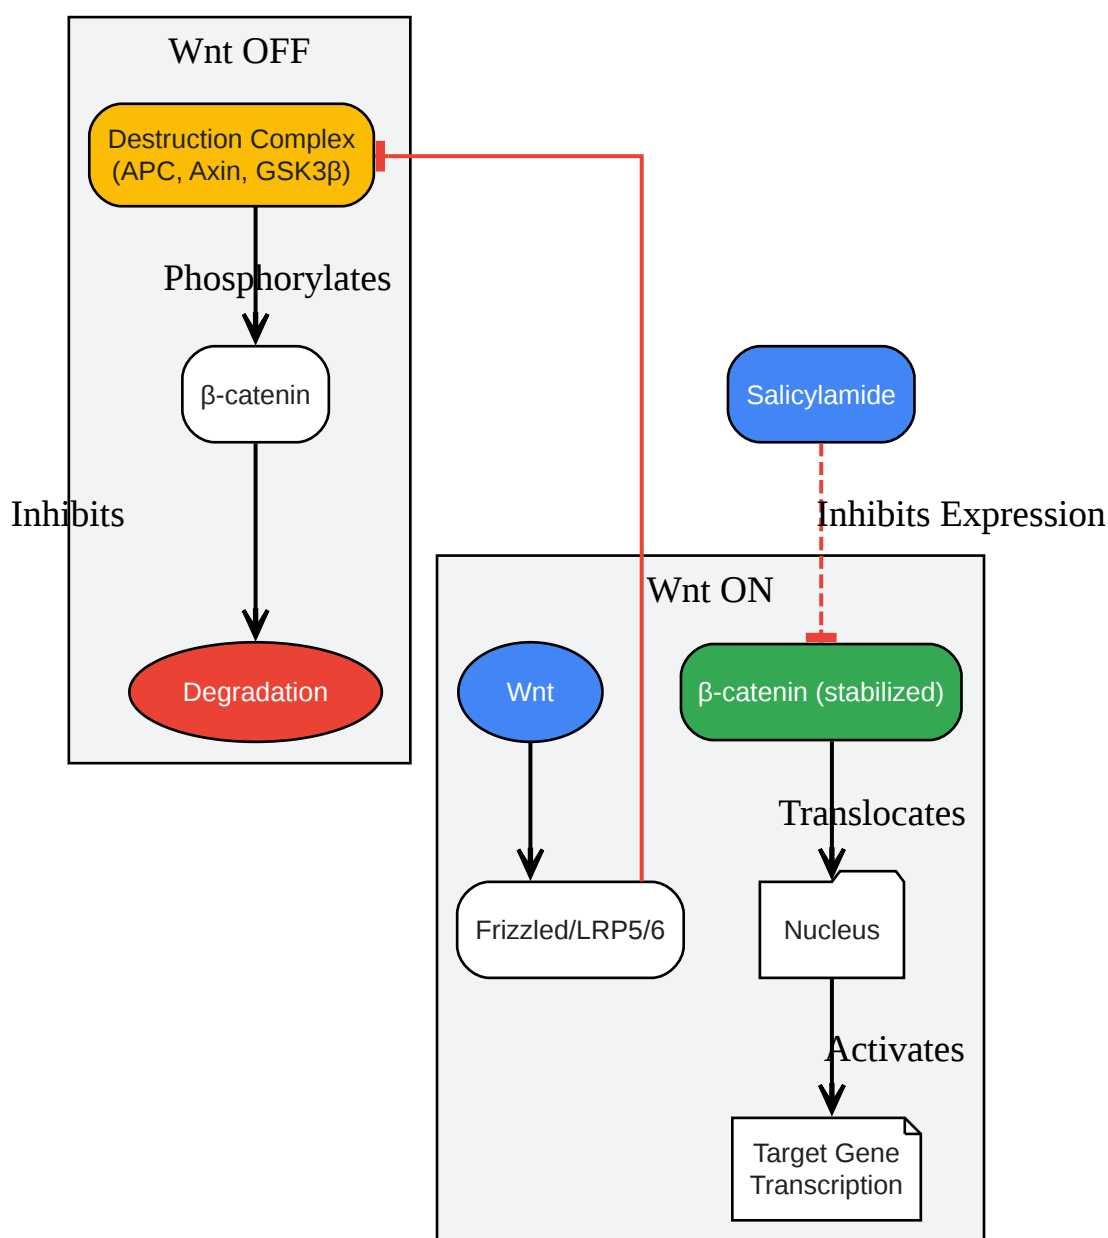 Wnt OFF
Destruction Complex
(APC, Axin, GSK3β)
Phosphorylates
β-catenin
Salicylamide
Inhibits
Inhibits Expression
Wnt ON
Degradation
Wnt
β-catenin (stabilized)
Translocates
Frizzled/LRP5/6
Nucleus
Activates
Target Gene
Transcription